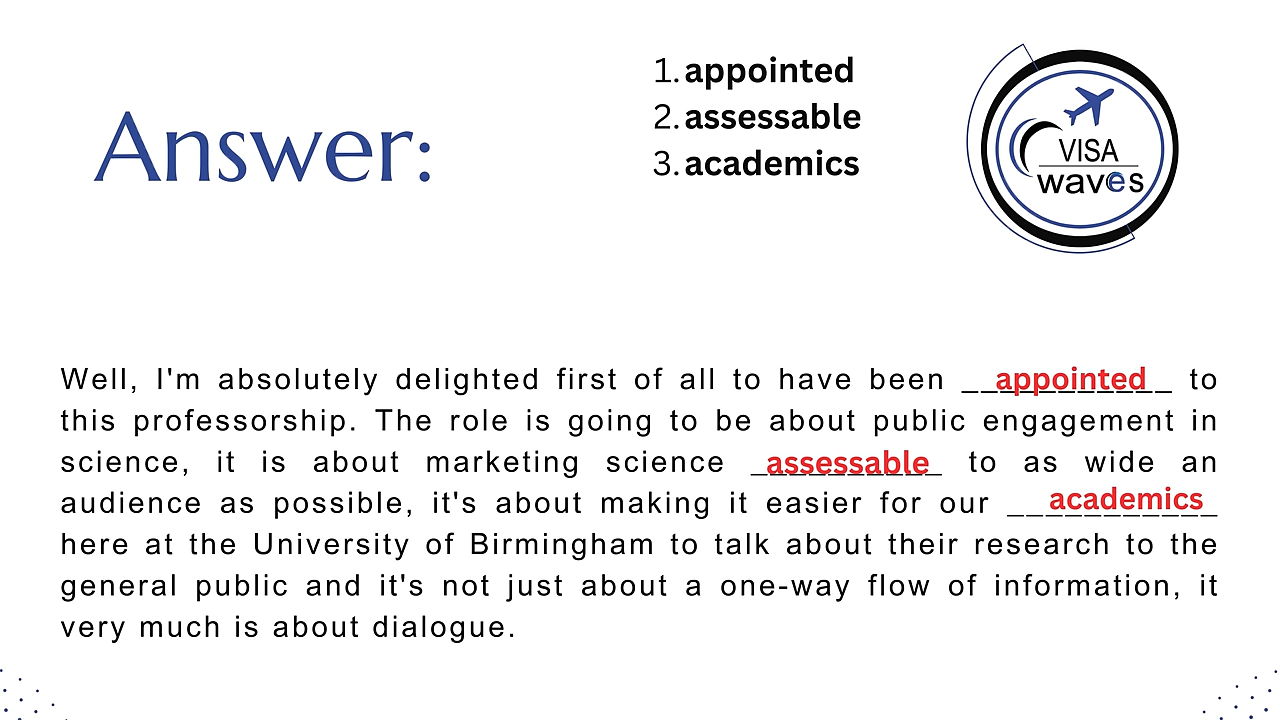 Answer:
1. appointed
2. assessable
3. academics
VISA
waves
Well, I'm absolutely delighted first of all to have been ___appointed___ to
this professorship. The role is going to be about public engagement in
science, it is about marketing science ___assessable___ to as wide an
audience as possible, it's about making it easier for our ___academics___
here at the University of Birmingham to talk about their research to the
general public and it's not just about a one-way flow of information, it
very much is about dialogue.